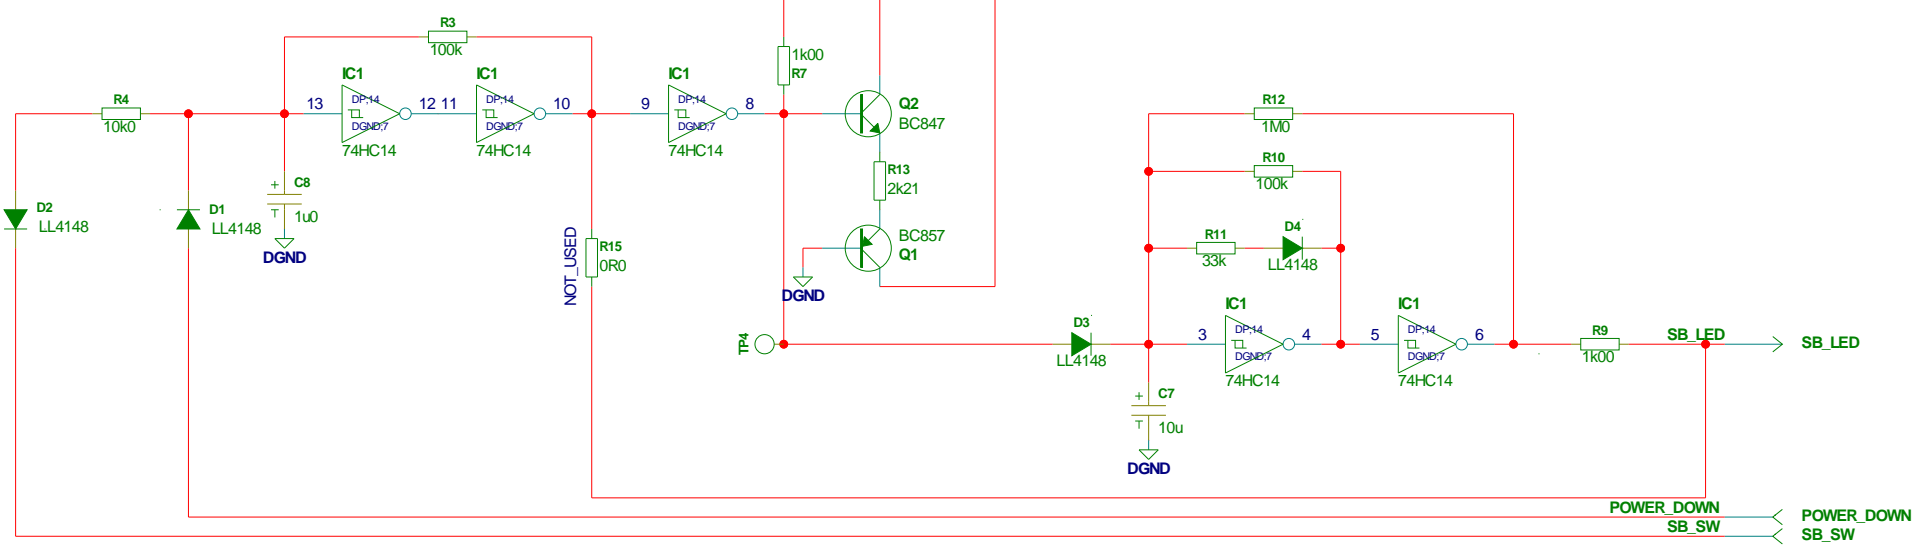 R3
100k
1k00
R7
IC1
DP;14
DGND;7
74HC14
13
12
IC1
DP;14
DGND;7
74HC14
11
10
IC1
DP;14
DGND;7
74HC14
9
8
R4
10k0
Q2
BC847
R13
2k21
BC857
Q1
DGND
D2
LL4148
D1
LL4148
C8
+
T
1u0
DGND
NOT_USED
R15
0R0
TP4
R12
1M0
R10
100k
R11
33k
D4
LL4148
D3
LL4148
IC1
DP;14
DGND;7
74HC14
3
4
IC1
DP;14
DGND;7
74HC14
5
6
R9
1k00
SB_LED
SB_LED
C7
+
T
10u
DGND
POWER_DOWN
POWER_DOWN
SB_SW
SB_SW